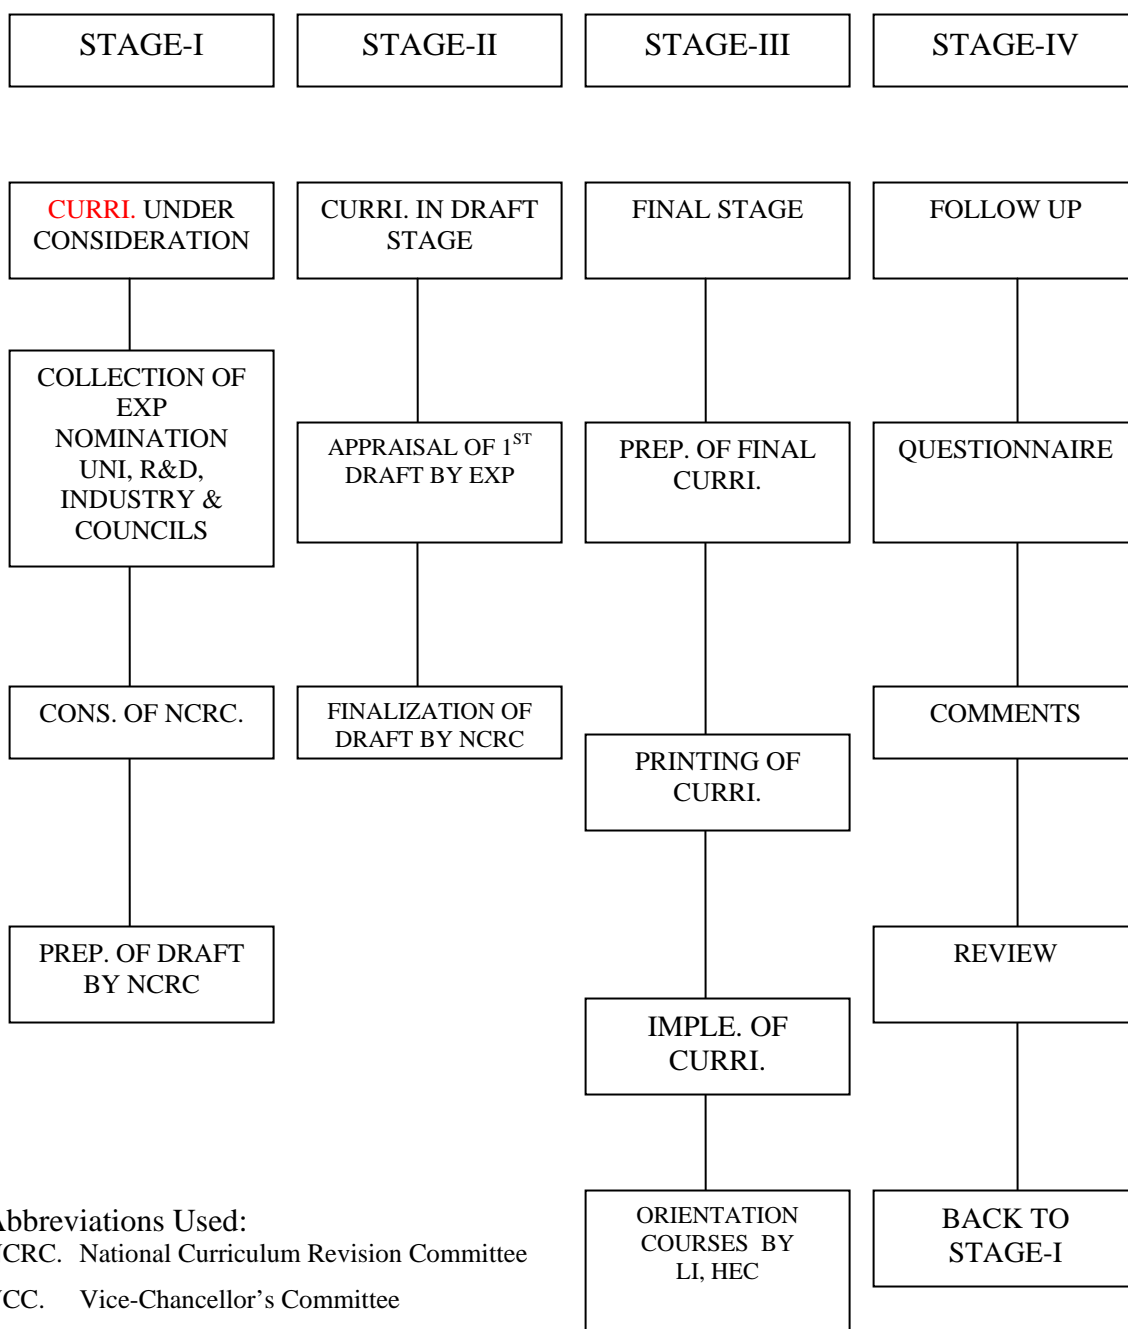 STAGE-I
CURRI. UNDER
CONSIDERATION
COLLECTION OF
EXP
NOMINATION
UNI, R&D,
INDUSTRY &
COUNCILS
CONS. OF NCRC.
PREP. OF DRAFT
BY NCRC
STAGE-II
CURRI. IN DRAFT
STAGE
APPRAISAL OF 1ST
DRAFT BY EXP
FINALIZATION OF
DRAFT BY NCRC
STAGE-III
FINAL STAGE
PREP. OF FINAL
CURRI.
PRINTING OF
CURRI.
IMPLE. OF
CURRI.
ORIENTATION
COURSES BY
LI, HEC
STAGE-IV
FOLLOW UP
QUESTIONNAIRE
COMMENTS
REVIEW
BACK TO
STAGE-I
Abbreviations Used:
NCRC. National Curriculum Revision Committee
VCC. Vice-Chancellor’s Committee